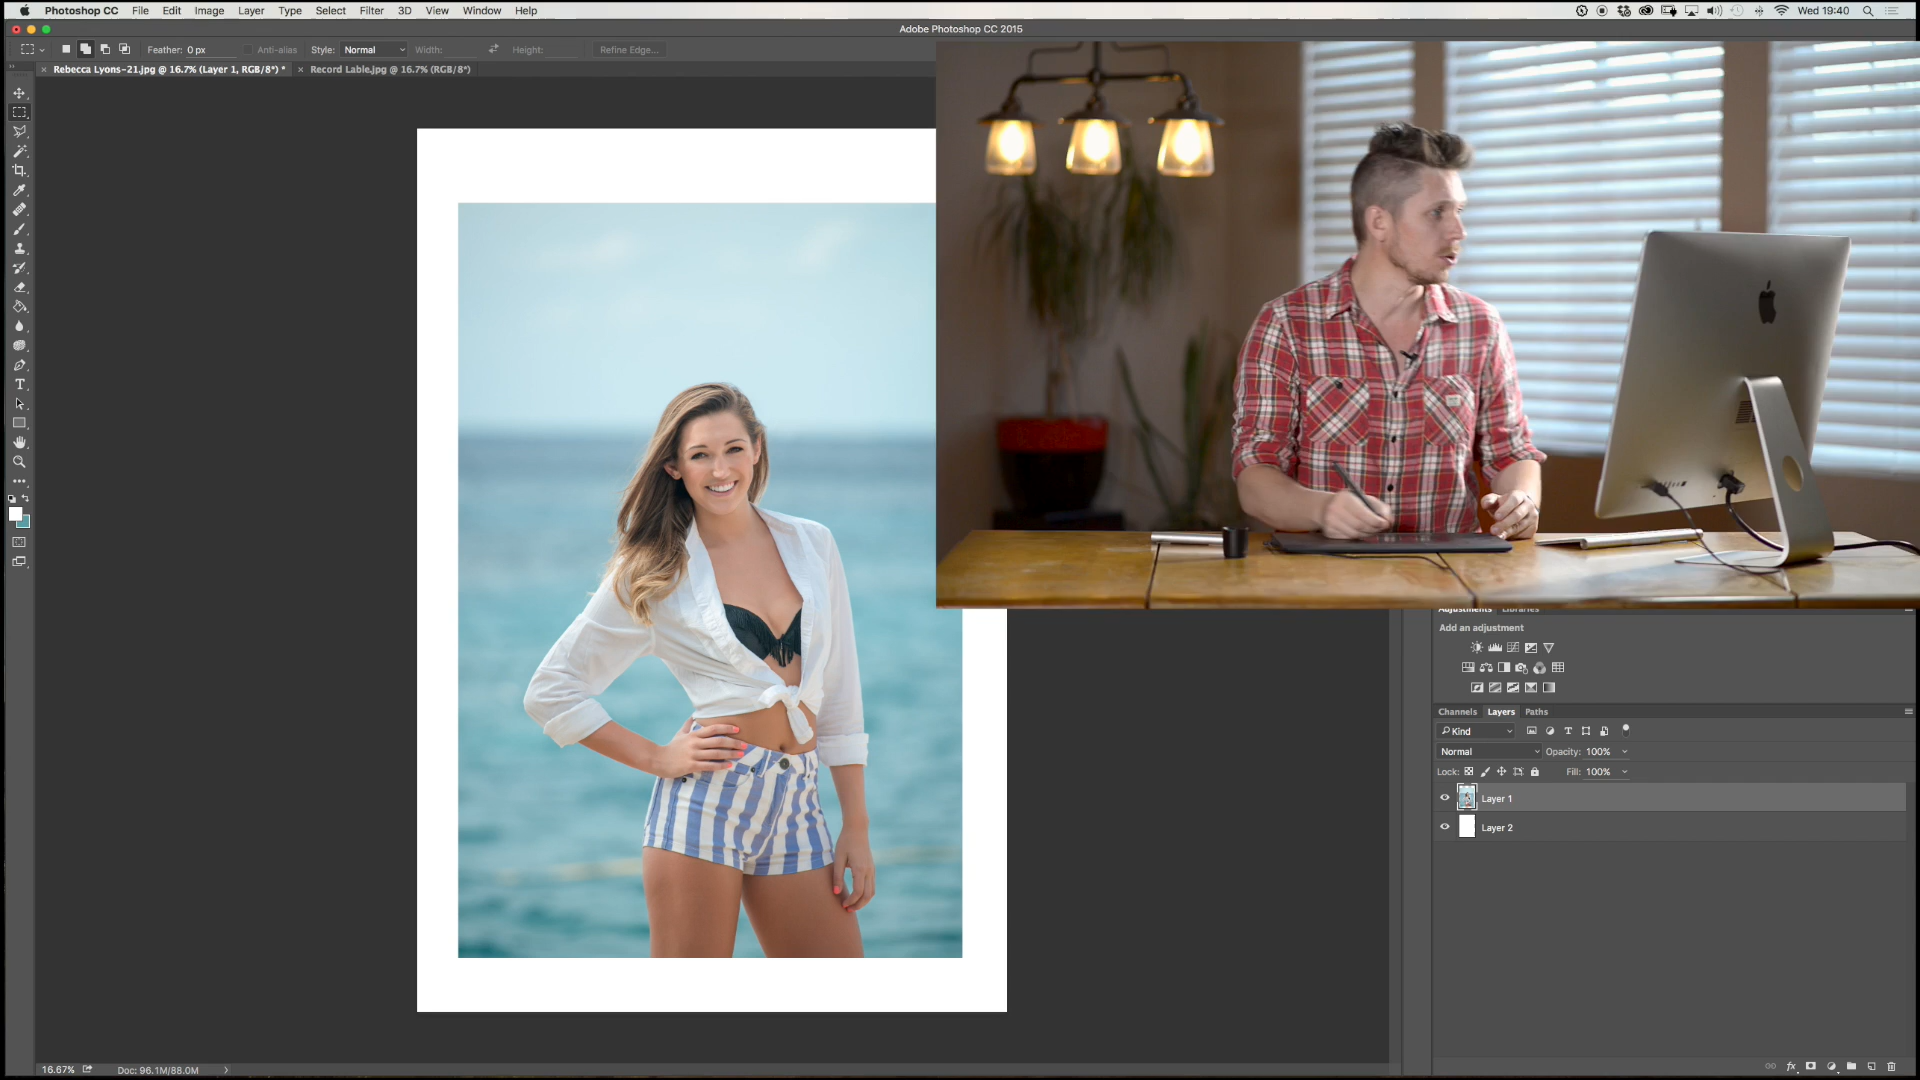 Photoshop CC File Edit Image Layer Type Select Filter 3D View Window Help Wed 19:40
Adobe Photoshop CC 2015
Feather: 0 px Anti-alias Style: Normal Width: Height: Refine Edge...
Rebecca Lyons-21.jpg @ 16.7% (Layer 1, RGB/8*) * Record Lable.jpg @ 16.7% (RGB/8*)
Adjustments Libraries
Add an adjustment
Channels Layers Paths
Kind
Normal Opacity: 100%
Lock: Fill: 100%
Layer 1
Layer 2
16.67% Doc: 96.1M/88.0M